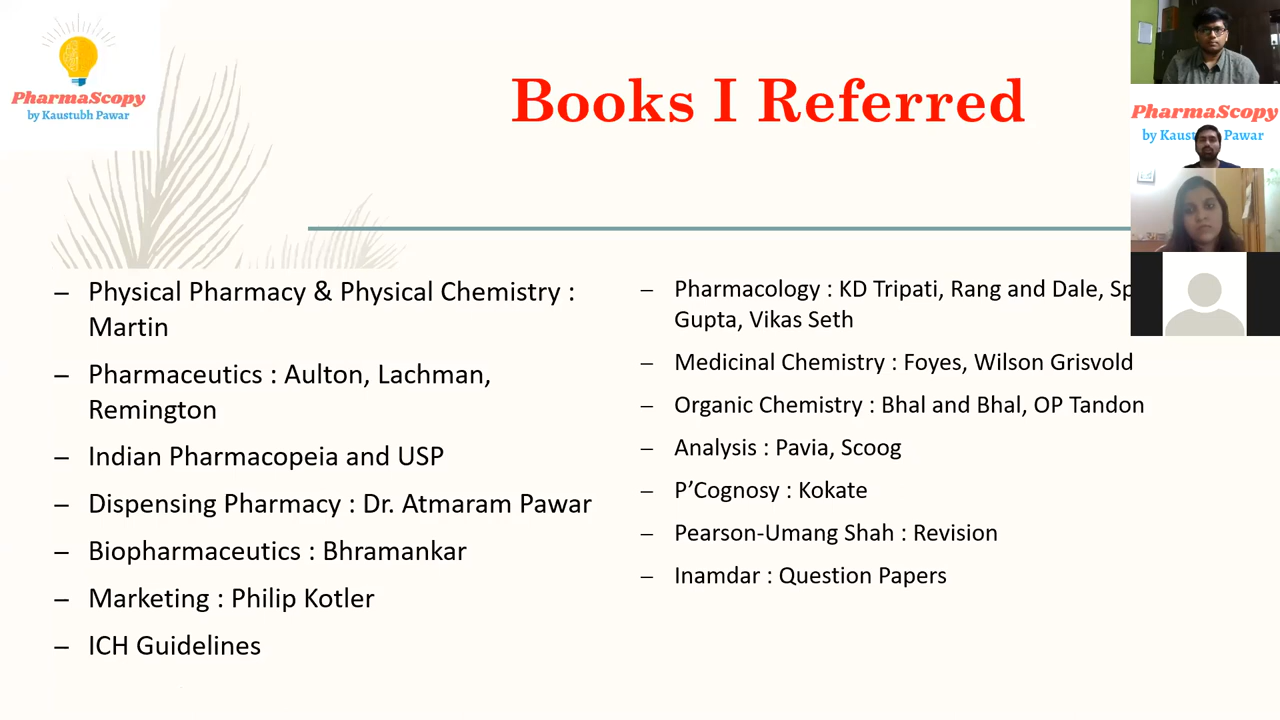 PharmaScopy
by Kaustubh Pawar
Books I Referred
PharmaScopy
by Pawar
– Physical Pharmacy & Physical Chemistry :
Martin
– Pharmaceutics : Aulton, Lachman,
Remington
– Indian Pharmacopeia and USP
– Dispensing Pharmacy : Dr. Atmaram Pawar
– Biopharmaceutics : Bhramankar
– Marketing : Philip Kotler
– ICH Guidelines
– Pharmacology : KD Tripati, Rang and Dale,
Gupta, Vikas Seth
– Medicinal Chemistry : Foyes, Wilson Grisvold
– Organic Chemistry : Bhal and Bhal, OP Tandon
– Analysis : Pavia, Scoog
– P’Cognosy : Kokate
– Pearson-Umang Shah : Revision
– Inamdar : Question Papers